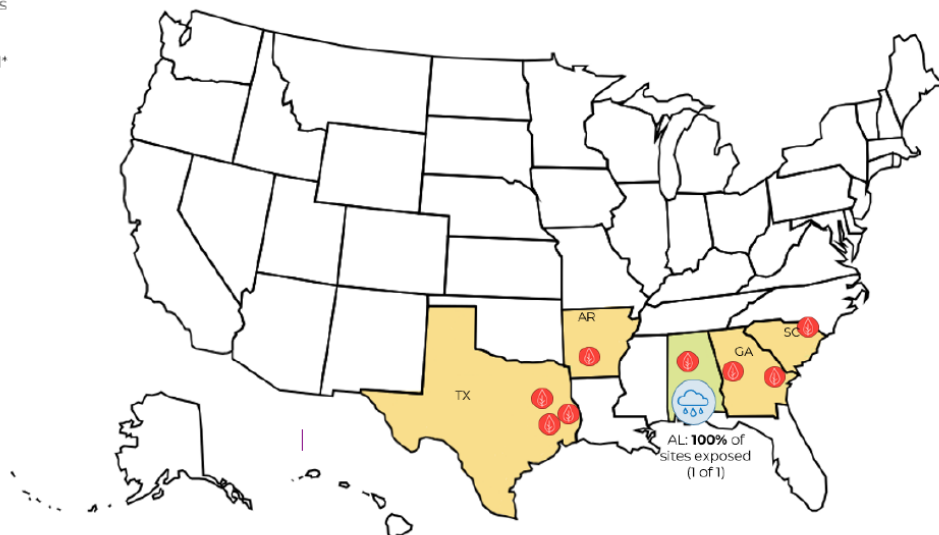 s
AR
SC
GA
TX
AL: 100% of
sites exposed
(1 of 1)